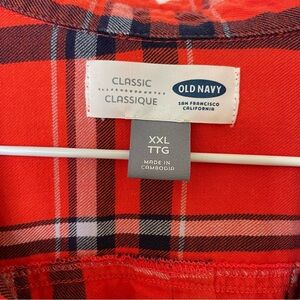 CLASSIC
CLASSIQUE
OLD NAVY
SAN FRANCISCO
CALIFORNIA
XXL
TTG
MADE IN
CAMBODIA